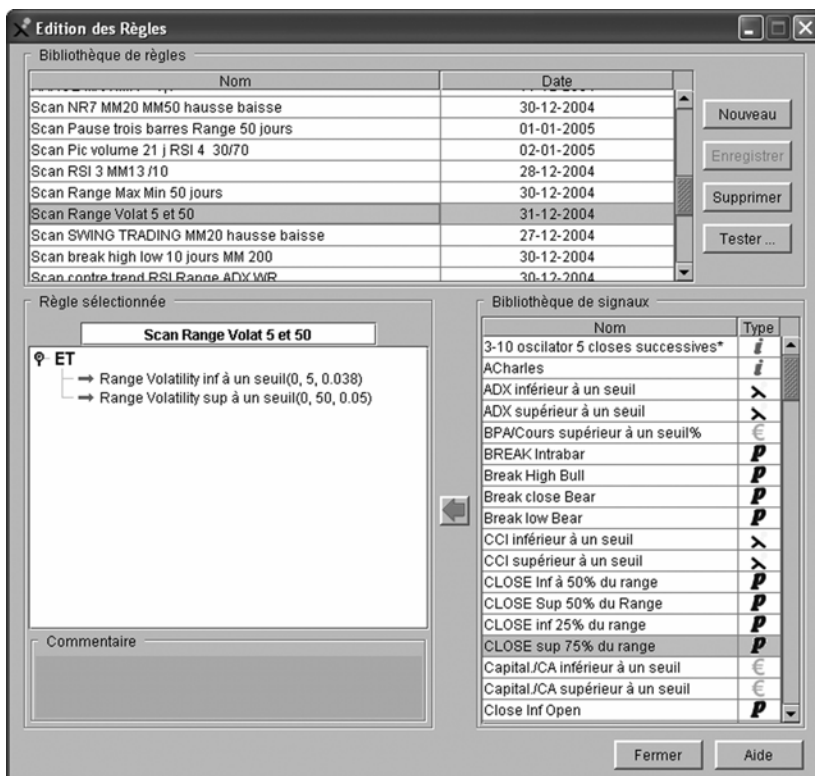 Edition des Règles
Bibliothèque de règles
Nom Date
Scan NR7 MM20 MM50 hausse baisse 30-12-2004
Scan Pause trois barres Range 50 jours 01-01-2005
Scan Pic volume 21 j RSI 4 30/70 02-01-2005
Scan RSI 3 MM13 /10 28-12-2004
Scan Range Max Min 50 jours 30-12-2004
Scan Range Volat 5 et 50 31-12-2004
Scan SWING TRADING MM20 hausse baisse 27-12-2004
Scan break high low 10 jours MM 200 30-12-2004
Scan contre trend RSI Range ADX WR 30-12-2004
Nouveau
Enregistrer
Supprimer
Tester ...
Règle sélectionnée
Scan Range Volat 5 et 50
ET
Range Volatility inf à un seuil(0, 5, 0.038)
Range Volatility sup à un seuil(0, 50, 0.05)
Commentaire
Bibliothèque de signaux
Nom Type
3-10 oscilator 5 closes successives* i
ACharles i
ADX inférieur à un seuil
ADX supérieur à un seuil
BPA/Cours supérieur à un seuil% €
BREAK Intrabar P
Break High Bull P
Break close Bear P
Break low Bear P
CCI inférieur à un seuil
CCI supérieur à un seuil
CLOSE Inf à 50% du range P
CLOSE Sup 50% du Range P
CLOSE inf 25% du range P
CLOSE sup 75% du range P
Capital./CA inférieur à un seuil €
Capital./CA supérieur à un seuil €
Close Inf Open P
Fermer
Aide